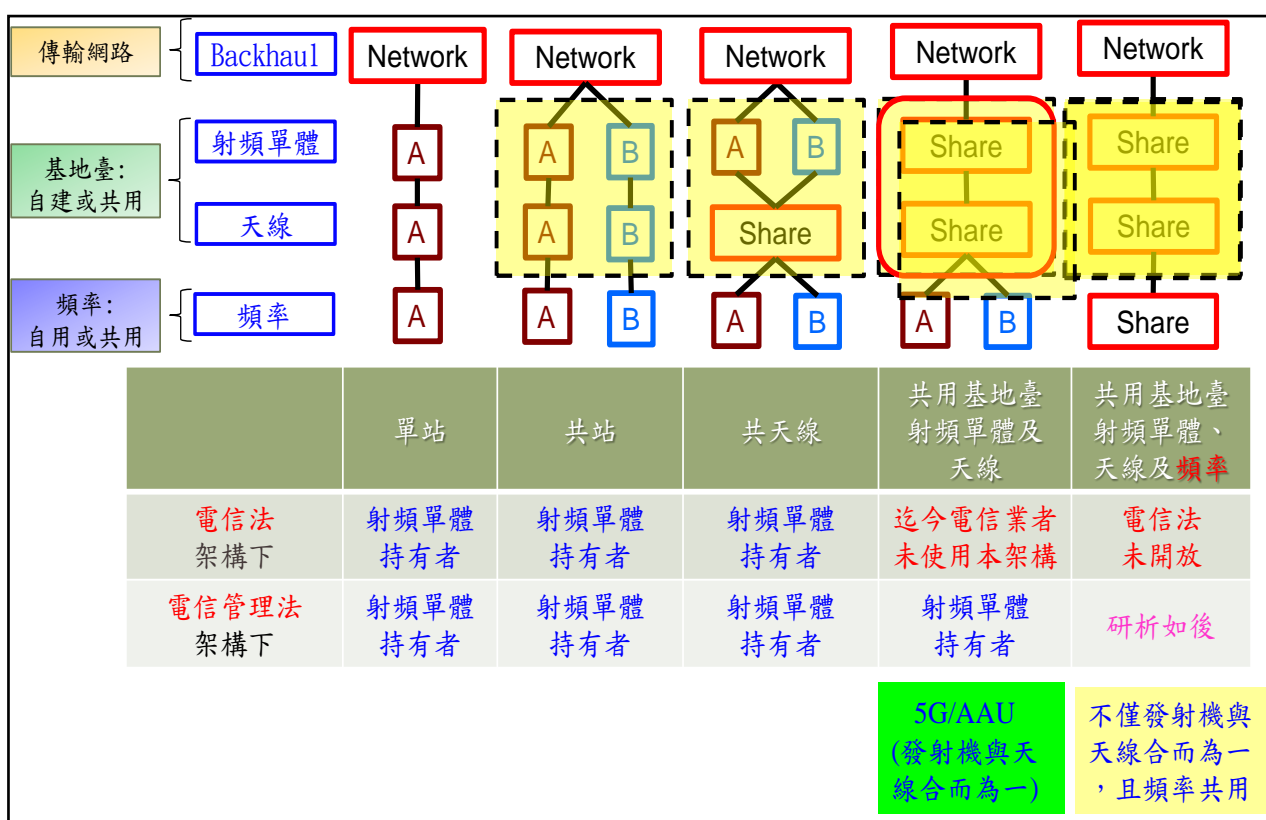 傳輸網路
Backhaul
Network
Network
Network
Network
Network
基地臺:
自建或共用
射頻單體
A
A
B
A
B
Share
Share
天線
A
A
B
Share
Share
Share
頻率:
自用或共用
頻率
A
A
B
A
B
A
B
Share
單站
共站
共天線
共用基地臺
射頻單體及
天線
共用基地臺
射頻單體、
天線及頻率
電信法
架構下
射頻單體
持有者
射頻單體
持有者
射頻單體
持有者
迄今電信業者
未使用本架構
電信法
未開放
電信管理法
架構下
射頻單體
持有者
射頻單體
持有者
射頻單體
持有者
射頻單體
持有者
研析如後
5G/AAU
(發射機與天
線合而為一)
不僅發射機與
天線合而為一
，且頻率共用